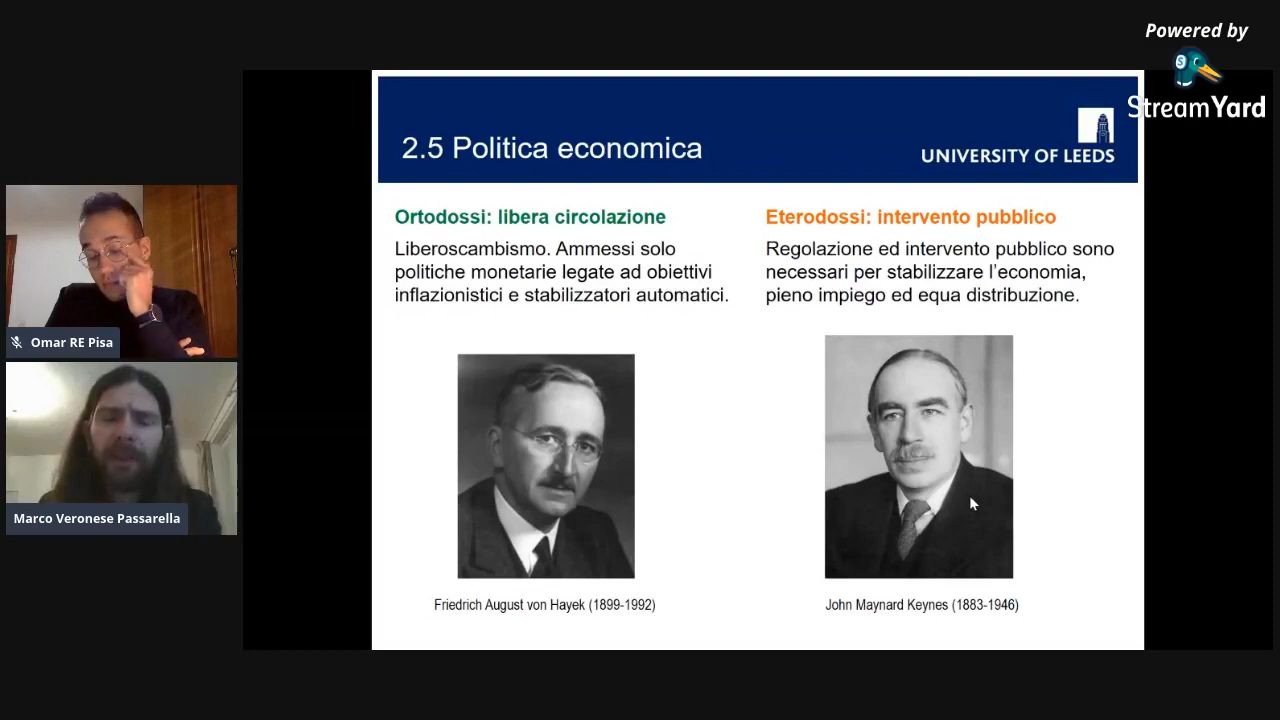 Powered by
StreamYard
2.5 Politica economica
UNIVERSITY OF LEEDS
Ortodossi: libera circolazione
Liberoscambismo. Ammessi solo
politiche monetarie legate ad obiettivi
inflazionistici e stabilizzatori automatici.
Eterodossi: intervento pubblico
Regolazione ed intervento pubblico sono
necessari per stabilizzare l'economia,
pieno impiego ed equa distribuzione.
Omar RE Pisa
Marco Veronese Passarella
Friedrich August von Hayek (1899-1992)
John Maynard Keynes (1883-1946)